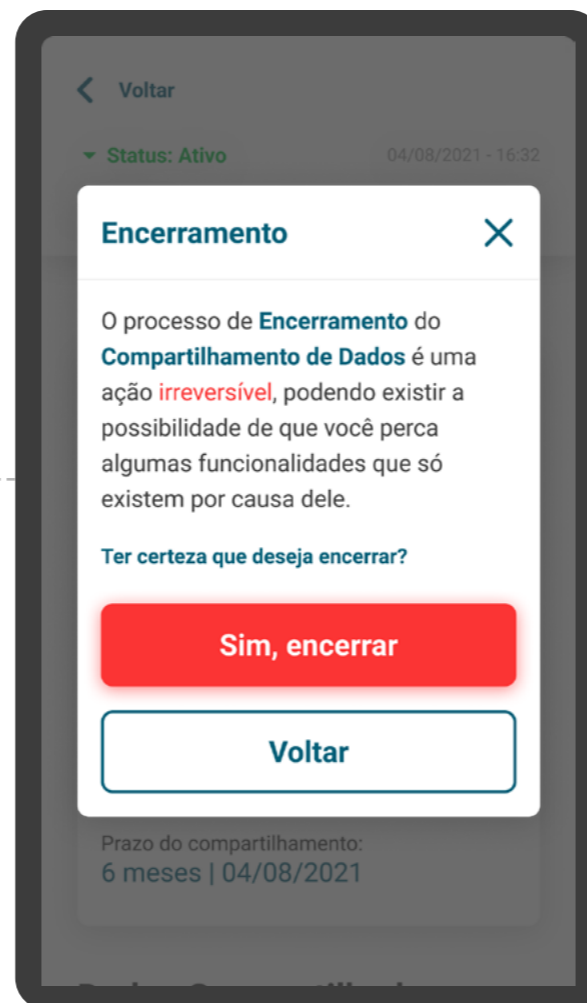 Voltar
Status: Ativo 04/08/2021 - 16:32
Encerramento
O processo de Encerramento do
Compartilhamento de Dados é uma
ação irreversível, podendo existir a
possibilidade de que você perca
algumas funcionalidades que só
existem por causa dele.
Ter certeza que deseja encerrar?
Sim, encerrar
Voltar
Prazo do compartilhamento:
6 meses | 04/08/2021